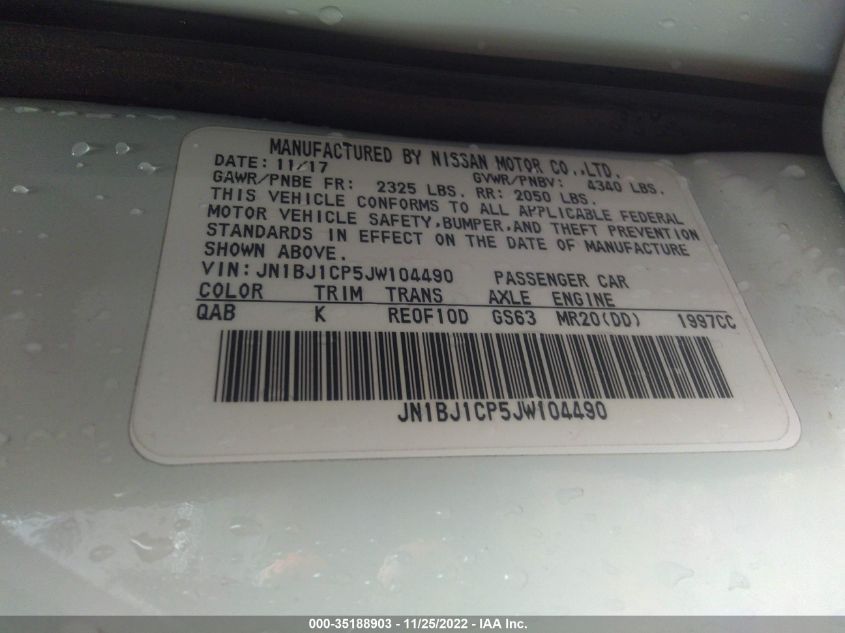 MANUFACTURED BY NISSAN MOTOR CO.,LTD.
DATE: 11/17 GVWR/PNBV: 4340 LBS.
GAWR/PNBE FR: 2325 LBS. RR: 2050 LBS.
THIS VEHICLE CONFORMS TO ALL APPLICABLE FEDERAL
MOTOR VEHICLE SAFETY,BUMPER,AND THEFT PREVENTION
STANDARDS IN EFFECT ON THE DATE OF MANUFACTURE
SHOWN ABOVE.
VIN: JN1BJ1CP5JW104490 PASSENGER CAR
COLOR TRIM TRANS AXLE ENGINE
QAB K RE0F10D GS63 MR20(DD) 1997CC
JN1BJ1CP5JW104490
000-35188903 - 11/25/2022 - IAA Inc.